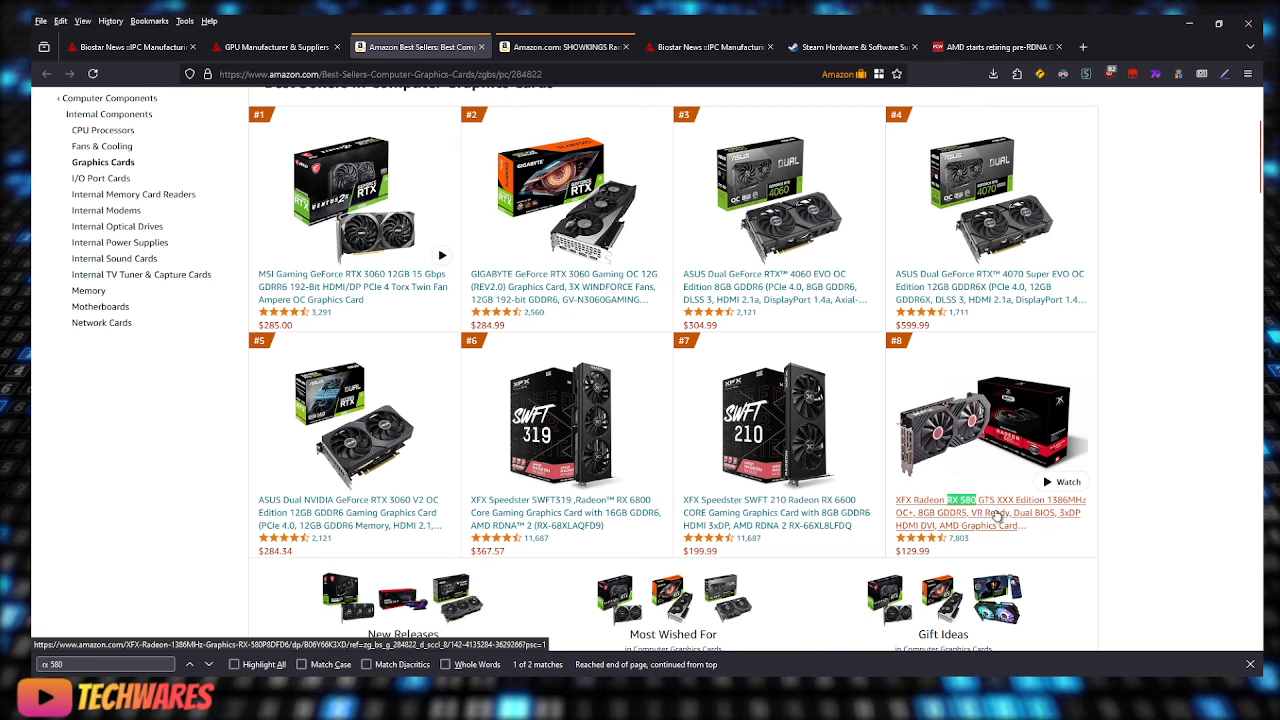 File Edit View History Bookmarks Tools Help
Biostar News ::IPC Manufacturer GPU Manufacturer & Suppliers Amazon Best Sellers: Best Comp Amazon.com: SHOWKINGS Rad Biostar News ::IPC Manufacturer Steam Hardware & Software Su PCW AMD starts retiring pre-RDNA G
https://www.amazon.com/Best-Sellers-Computer-Graphics-Cards/zgbs/pc/284822 Amazon 82
Best Sellers in Computer Graphics Cards
Computer Components
Internal Components
CPU Processors
Fans & Cooling
Graphics Cards
I/O Port Cards
Internal Memory Card Readers
Internal Modems
Internal Optical Drives
Internal Power Supplies
Internal Sound Cards
Internal TV Tuner & Capture Cards
Memory
Motherboards
Network Cards
#1
MSI Gaming GeForce RTX 3060 12GB 15 Gbps
GDRR6 192-Bit HDMI/DP PCIe 4 Torx Twin Fan
Ampere OC Graphics Card
3,291
$285.00
#2
GIGABYTE GeForce RTX 3060 Gaming OC 12G
(REV2.0) Graphics Card, 3X WINDFORCE Fans,
12GB 192-bit GDDR6, GV-N3060GAMING...
2,560
$284.99
#3
ASUS Dual GeForce RTX™ 4060 EVO OC
Edition 8GB GDDR6 (PCIe 4.0, 8GB GDDR6,
DLSS 3, HDMI 2.1a, DisplayPort 1.4a, Axial-...
2,121
$304.99
#4
ASUS Dual GeForce RTX™ 4070 Super EVO OC
Edition 12GB GDDR6X (PCIe 4.0, 12GB
GDDR6X, DLSS 3, HDMI 2.1a, DisplayPort 1.4...
1,711
$599.99
#5
ASUS Dual NVIDIA GeForce RTX 3060 V2 OC
Edition 12GB GDDR6 Gaming Graphics Card
(PCIe 4.0, 12GB GDDR6 Memory, HDMI 2.1,...
2,121
$284.34
#6
XFX
SWFT
319
XFX Speedster SWFT319 ,Radeon™ RX 6800
Core Gaming Graphics Card with 16GB GDDR6,
AMD RDNA™ 2 (RX-68XLAQFD9)
11,687
$367.57
#7
XFX
SWFT
210
XFX Speedster SWFT 210 Radeon RX 6600
CORE Gaming Graphics Card with 8GB GDDR6
HDMI 3xDP, AMD RDNA 2 RX-66XL8LFDQ
11,687
$199.99
#8
Watch
XFX Radeon RX 580 GTS XXX Edition 1386MHz
OC+, 8GB GDDR5, VR Ready, Dual BIOS, 3xDP
HDMI DVI, AMD Graphics Card...
7,803
$129.99
New Releases
Most Wished For
in Computer Graphics Cards
Gift Ideas
in Computer Graphics Cards
https://www.amazon.com/XFX-Radeon-1386MHz-Graphics-RX-580P8DFD6/dp/B06Y66K3XD/ref=zg_bs_g_284822_d_sccl_8/142-4135284-3629266?psc=1
rx 580 Highlight All Match Case Match Diacritics Whole Words 1 of 2 matches Reached end of page, continued from top
TECHWARES